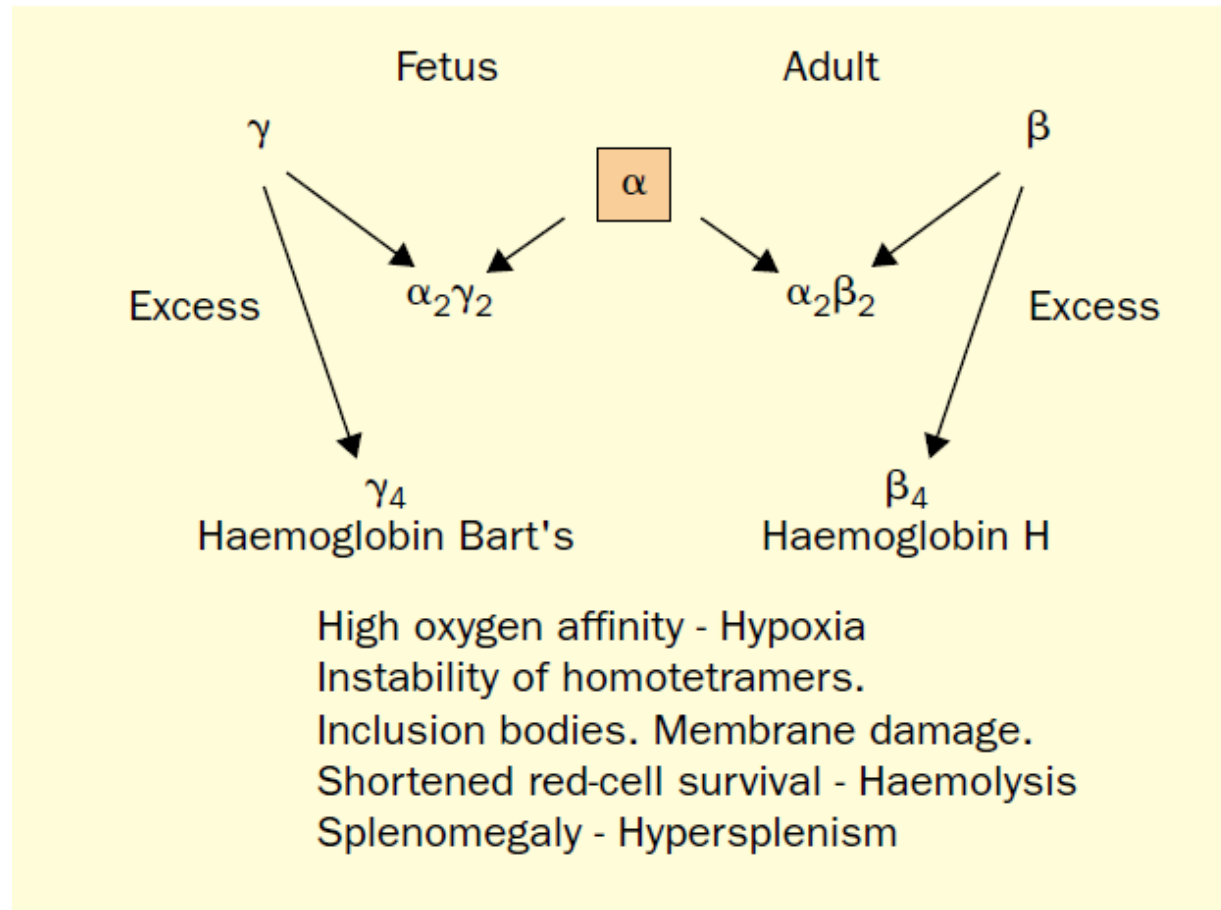 Fetus Adult
γ β
α
Excess α₂γ₂ α₂β₂ Excess
γ₄ β₄
Haemoglobin Bart's Haemoglobin H
High oxygen affinity - Hypoxia
Instability of homotetramers.
Inclusion bodies. Membrane damage.
Shortened red-cell survival - Haemolysis
Splenomegaly - Hypersplenism